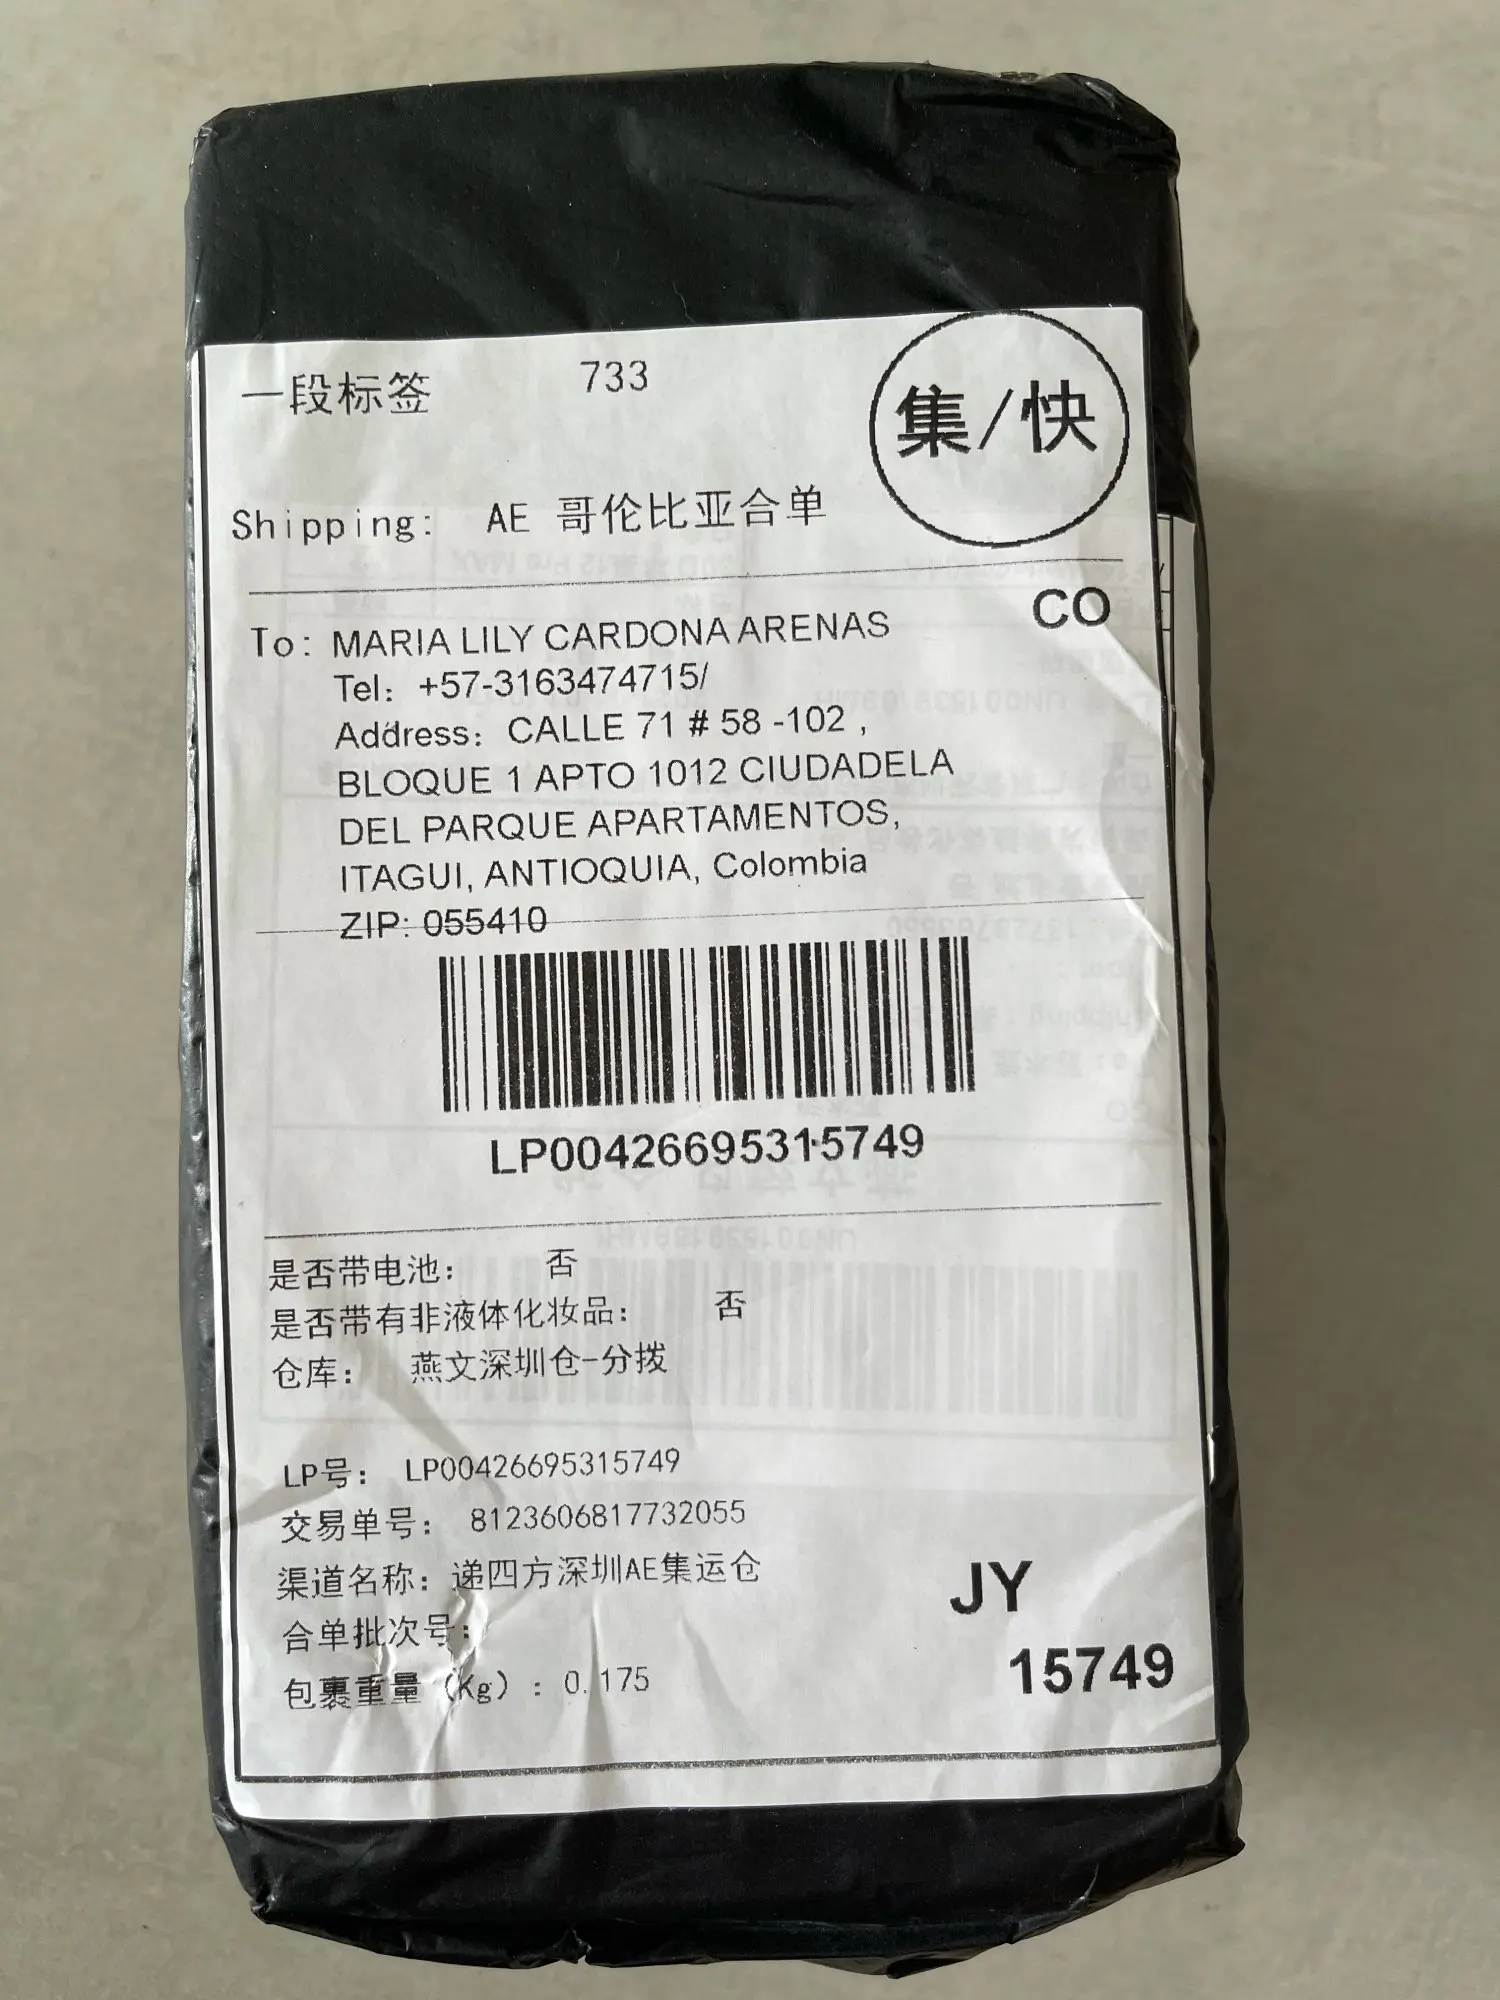 一段标签 733
集/快
Shipping: AE 哥伦比亚合单
CO
To: MARIA LILY CARDONA ARENAS
Tel: +57-3163474715/
Address: CALLE 71 # 58 -102 ,
BLOQUE 1 APTO 1012 CIUDADELA
DEL PARQUE APARTAMENTOS,
ITAGUI, ANTIOQUIA, Colombia
ZIP: 055410
LP00426695315749
是否带电池: 否
是否带有非液体化妆品: 否
仓库: 燕文深圳仓-分拨
LP号: LP00426695315749
交易单号: 8123606817732055
渠道名称: 递四方深圳AE集运仓
合单批次号:
包裹重量 (Kg) : 0.175
JY
15749